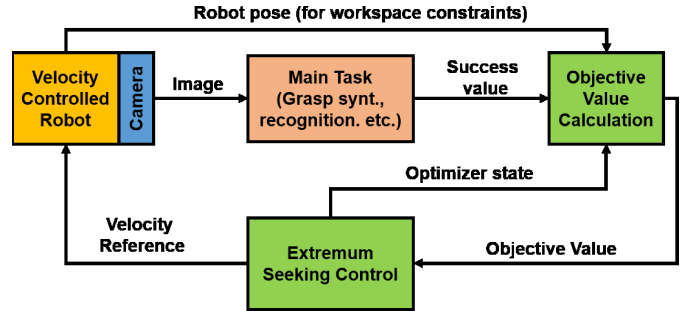 Robot pose (for workspace constraints)
Velocity
Controlled
Robot
Camera
Image
Main Task
(Grasp synt.,
recognition. etc.)
Success
value
Objective
Value
Calculation
Optimizer state
Velocity
Reference
Extremum
Seeking Control
Objective Value